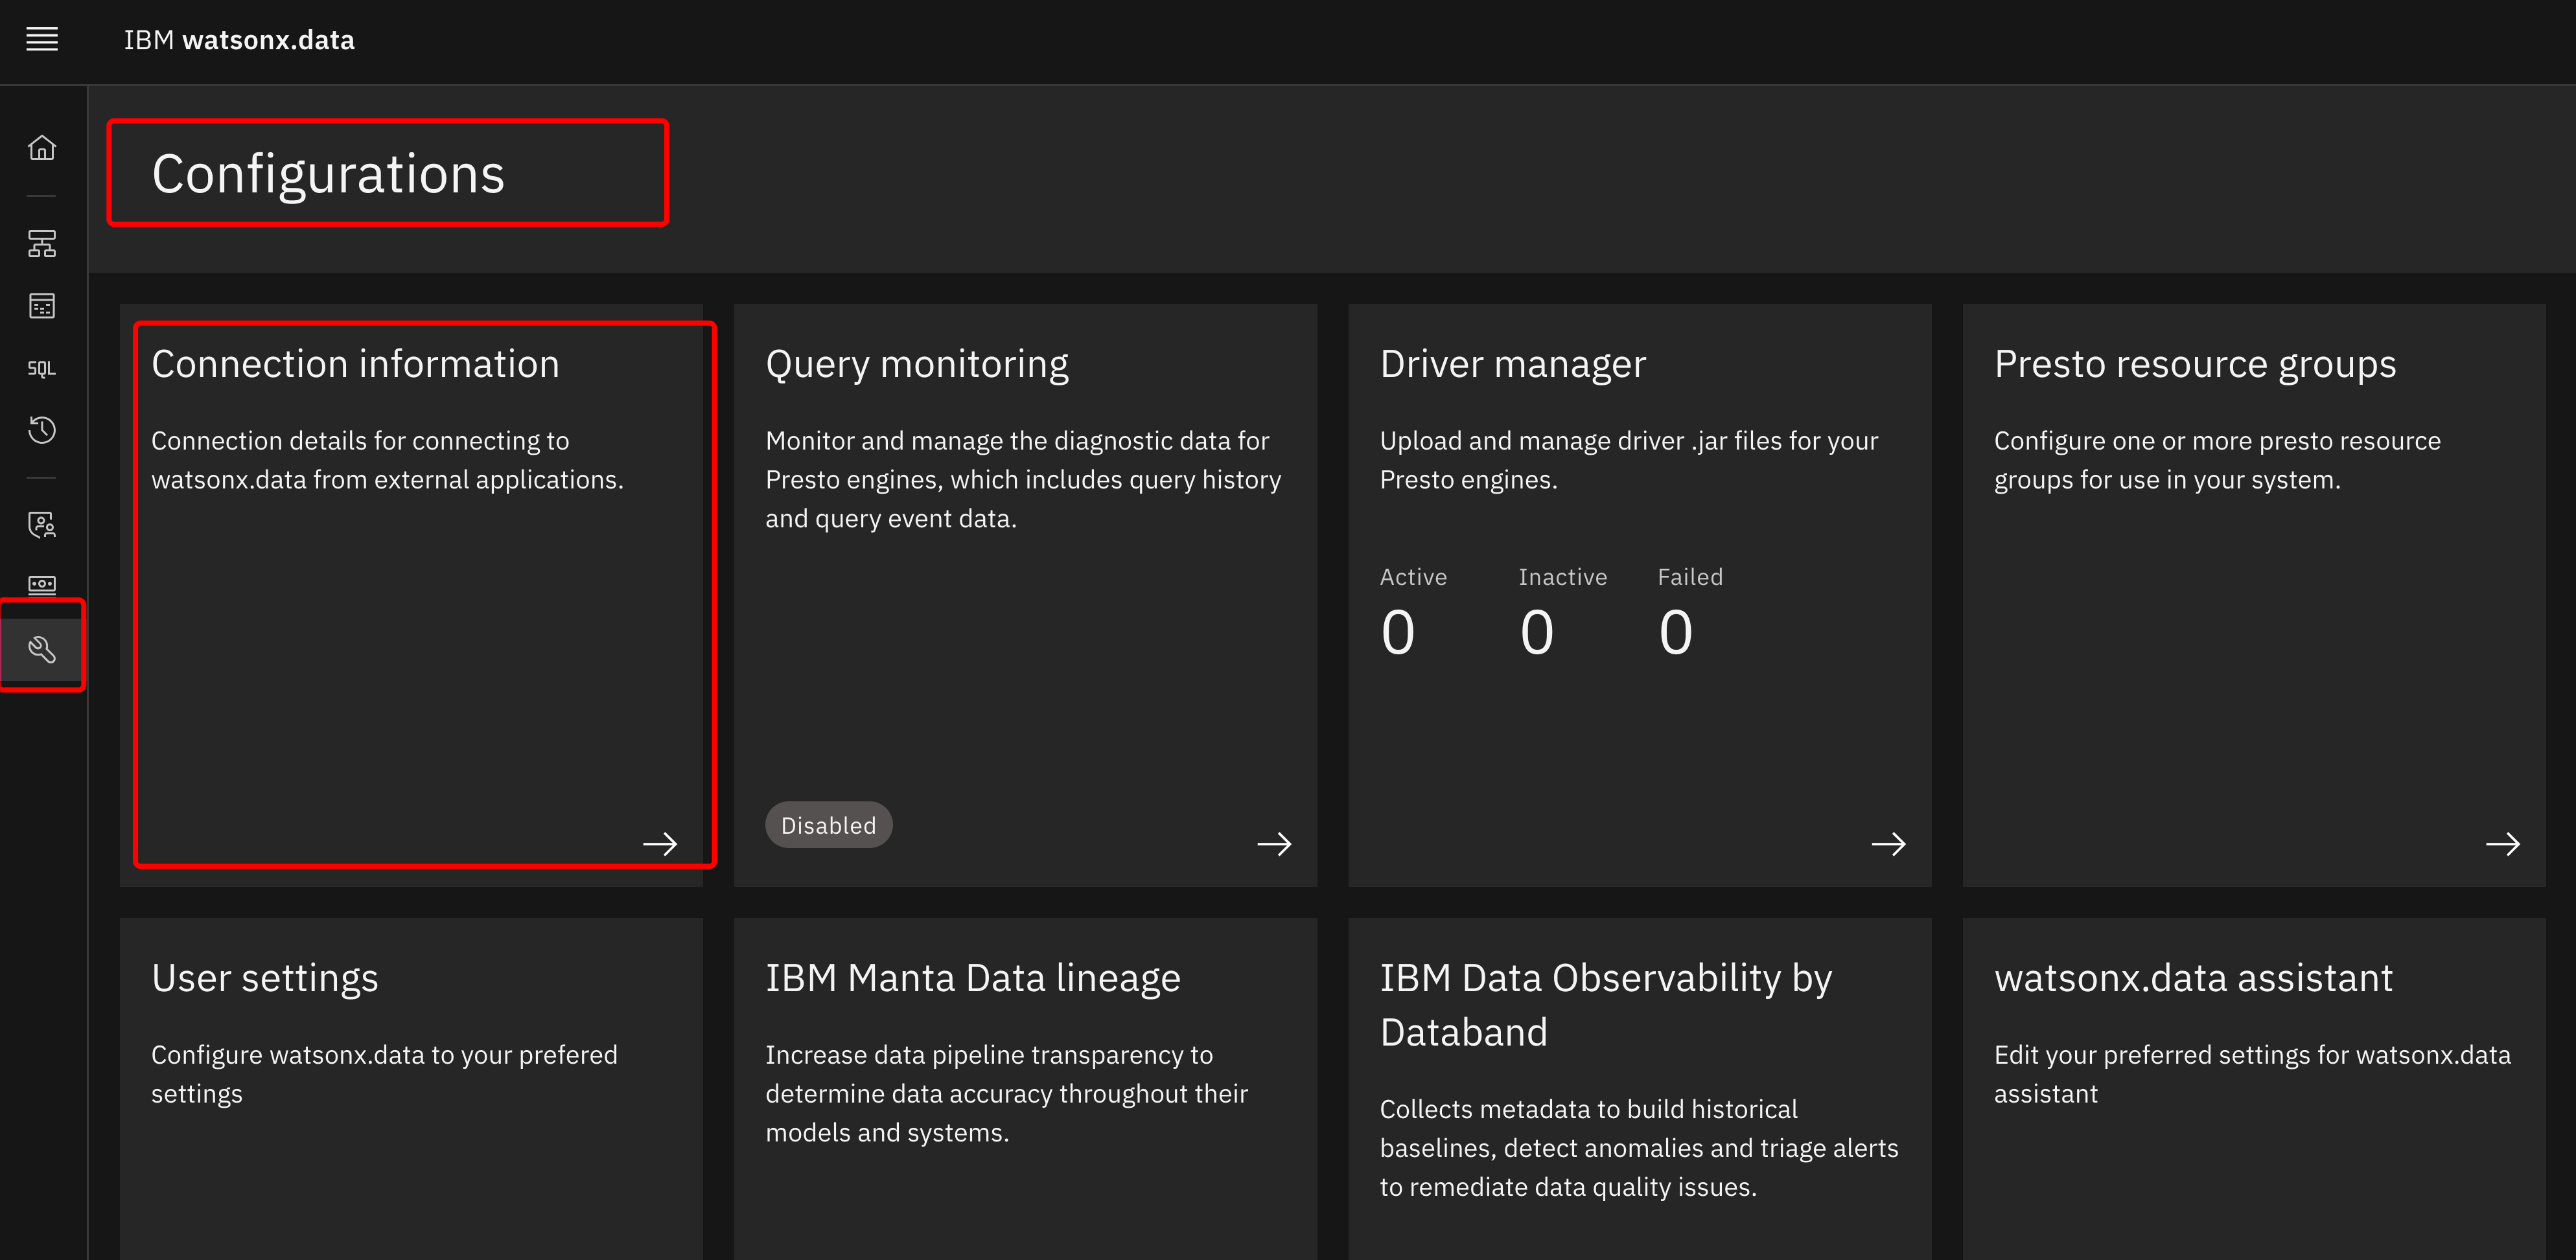 IBM watsonx.data
Configurations
SQL
Connection information
Connection details for connecting to
watsonx.data from external applications.
Query monitoring
Monitor and manage the diagnostic data for
Presto engines, which includes query history
and query event data.
Disabled
Driver manager
Upload and manage driver .jar files for your
Presto engines.
Active Inactive Failed
0 0 0
Presto resource groups
Configure one or more presto resource
groups for use in your system.
User settings
Configure watsonx.data to your prefered
settings
IBM Manta Data lineage
Increase data pipeline transparency to
determine data accuracy throughout their
models and systems.
IBM Data Observability by
Databand
Collects metadata to build historical
baselines, detect anomalies and triage alerts
to remediate data quality issues.
watsonx.data assistant
Edit your preferred settings for watsonx.data
assistant